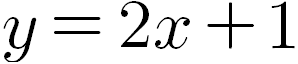 y = 2x + 1